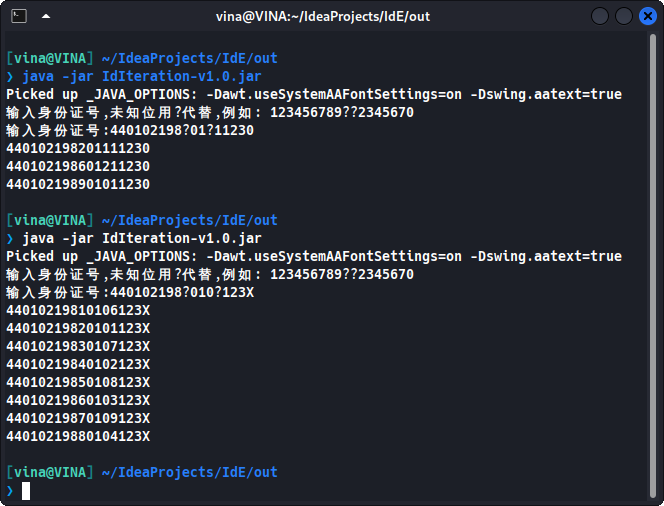 vina@VINA:~/IdeaProjects/IdE/out
[vina@VINA] ~/IdeaProjects/IdE/out
❯ java -jar IdIteration-v1.0.jar
Picked up _JAVA_OPTIONS: -Dawt.useSystemAAFontSettings=on -Dswing.aatext=true
输入身份证号,未知位用?代替,例如: 123456789??2345670
输入身份证号:440102198?01?11230
440102198201111230
440102198601211230
440102198901011230
[vina@VINA] ~/IdeaProjects/IdE/out
❯ java -jar IdIteration-v1.0.jar
Picked up _JAVA_OPTIONS: -Dawt.useSystemAAFontSettings=on -Dswing.aatext=true
输入身份证号,未知位用?代替,例如: 123456789??2345670
输入身份证号:440102198?010?123X
44010219810106123X
44010219820101123X
44010219830107123X
44010219840102123X
44010219850108123X
44010219860103123X
44010219870109123X
44010219880104123X
[vina@VINA] ~/IdeaProjects/IdE/out
❯